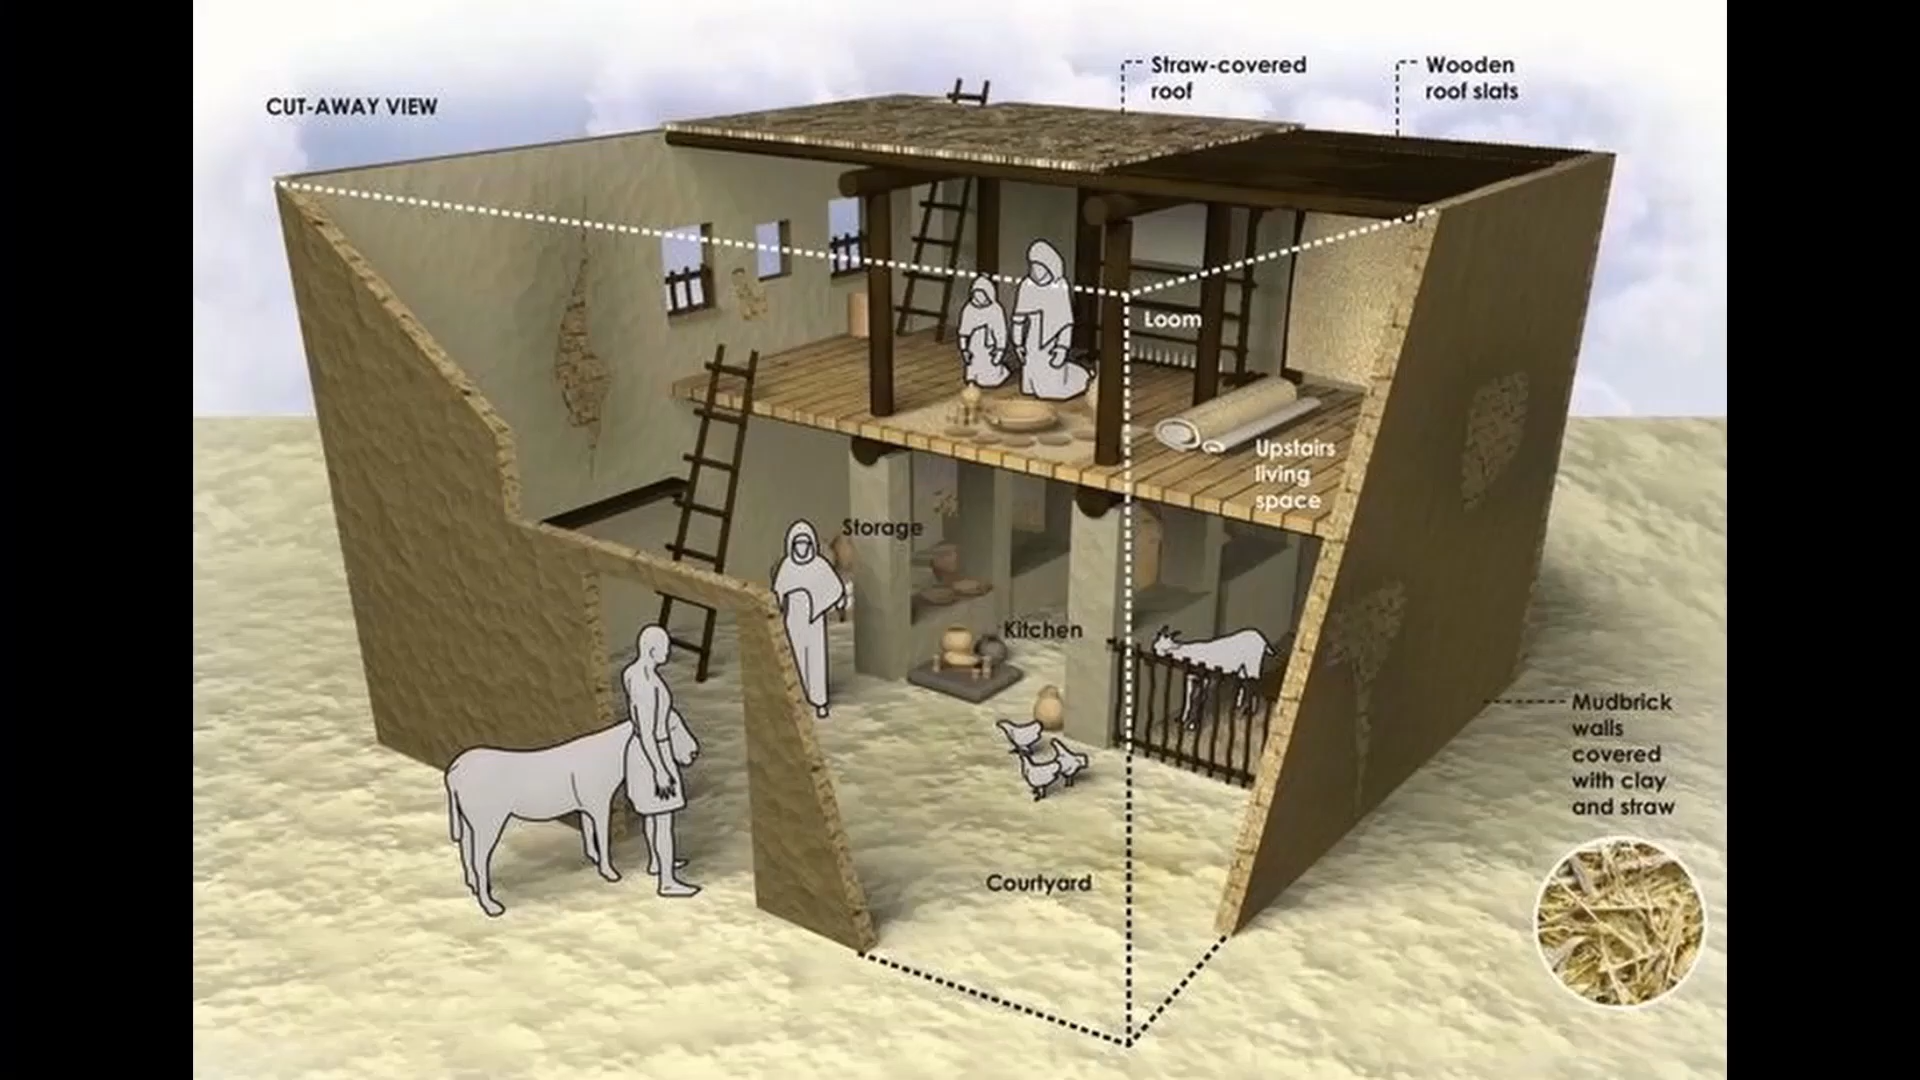 CUT-AWAY VIEW
Straw-covered
roof
Wooden
roof slats
Loom
Upstairs
living
space
Storage
Kitchen
Mudbrick
walls
covered
with clay
and straw
Courtyard